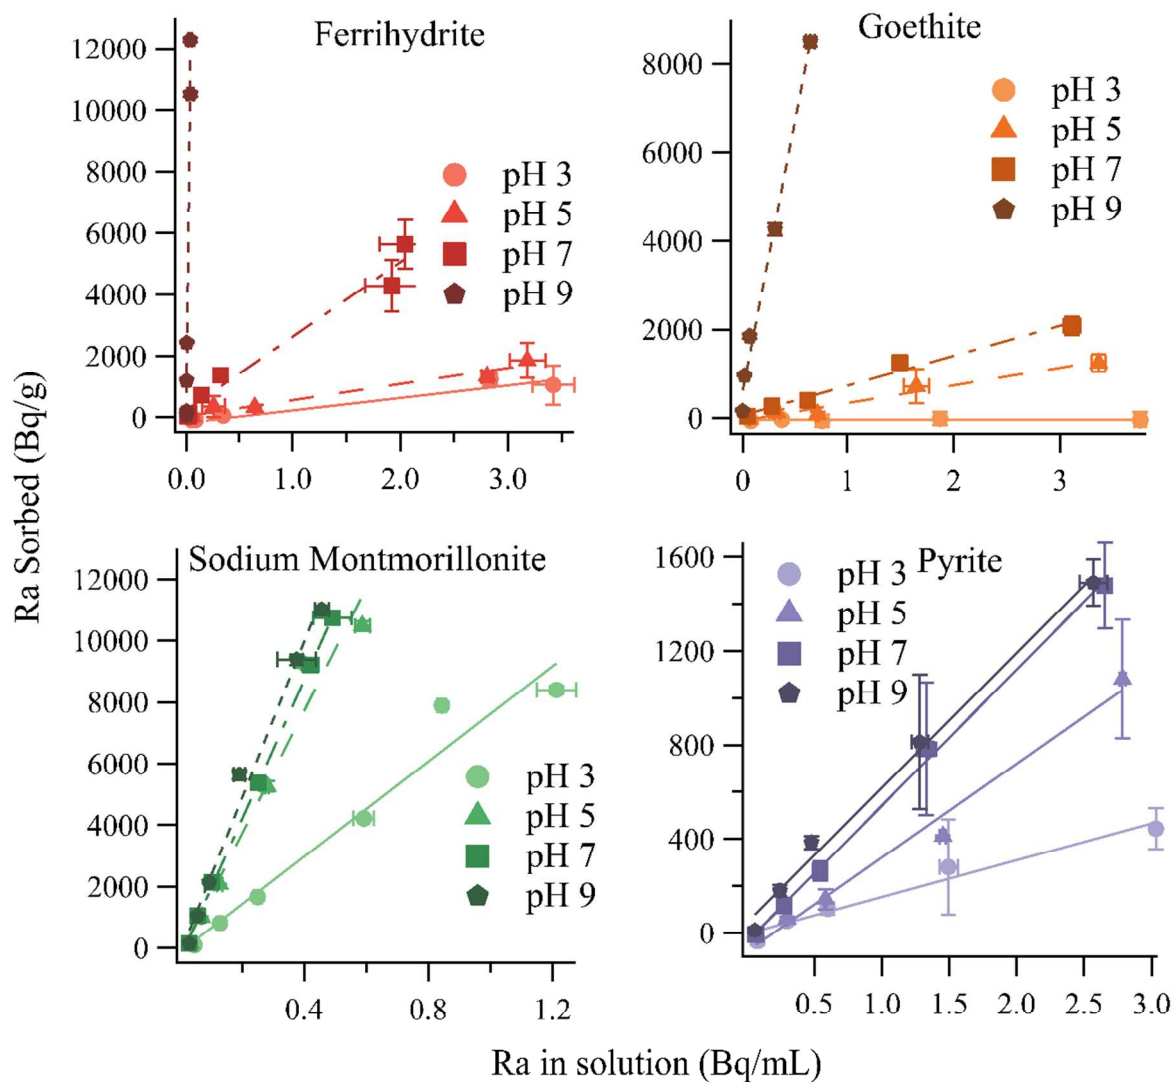 Ra Sorbed (Bq/g)
Ferrihydrite
12000
10000
8000
6000
4000
2000
0
pH 3
pH 5
pH 7
pH 9
0.0 1.0 2.0 3.0
Goethite
8000
6000
4000
2000
0
pH 3
pH 5
pH 7
pH 9
0 1 2 3
Sodium Montmorillonite
12000
10000
8000
6000
4000
2000
0
pH 3
pH 5
pH 7
pH 9
0.4 0.8 1.2
Pyrite
1600
1200
800
400
0
pH 3
pH 5
pH 7
pH 9
0.5 1.0 1.5 2.0 2.5 3.0
Ra in solution (Bq/mL)